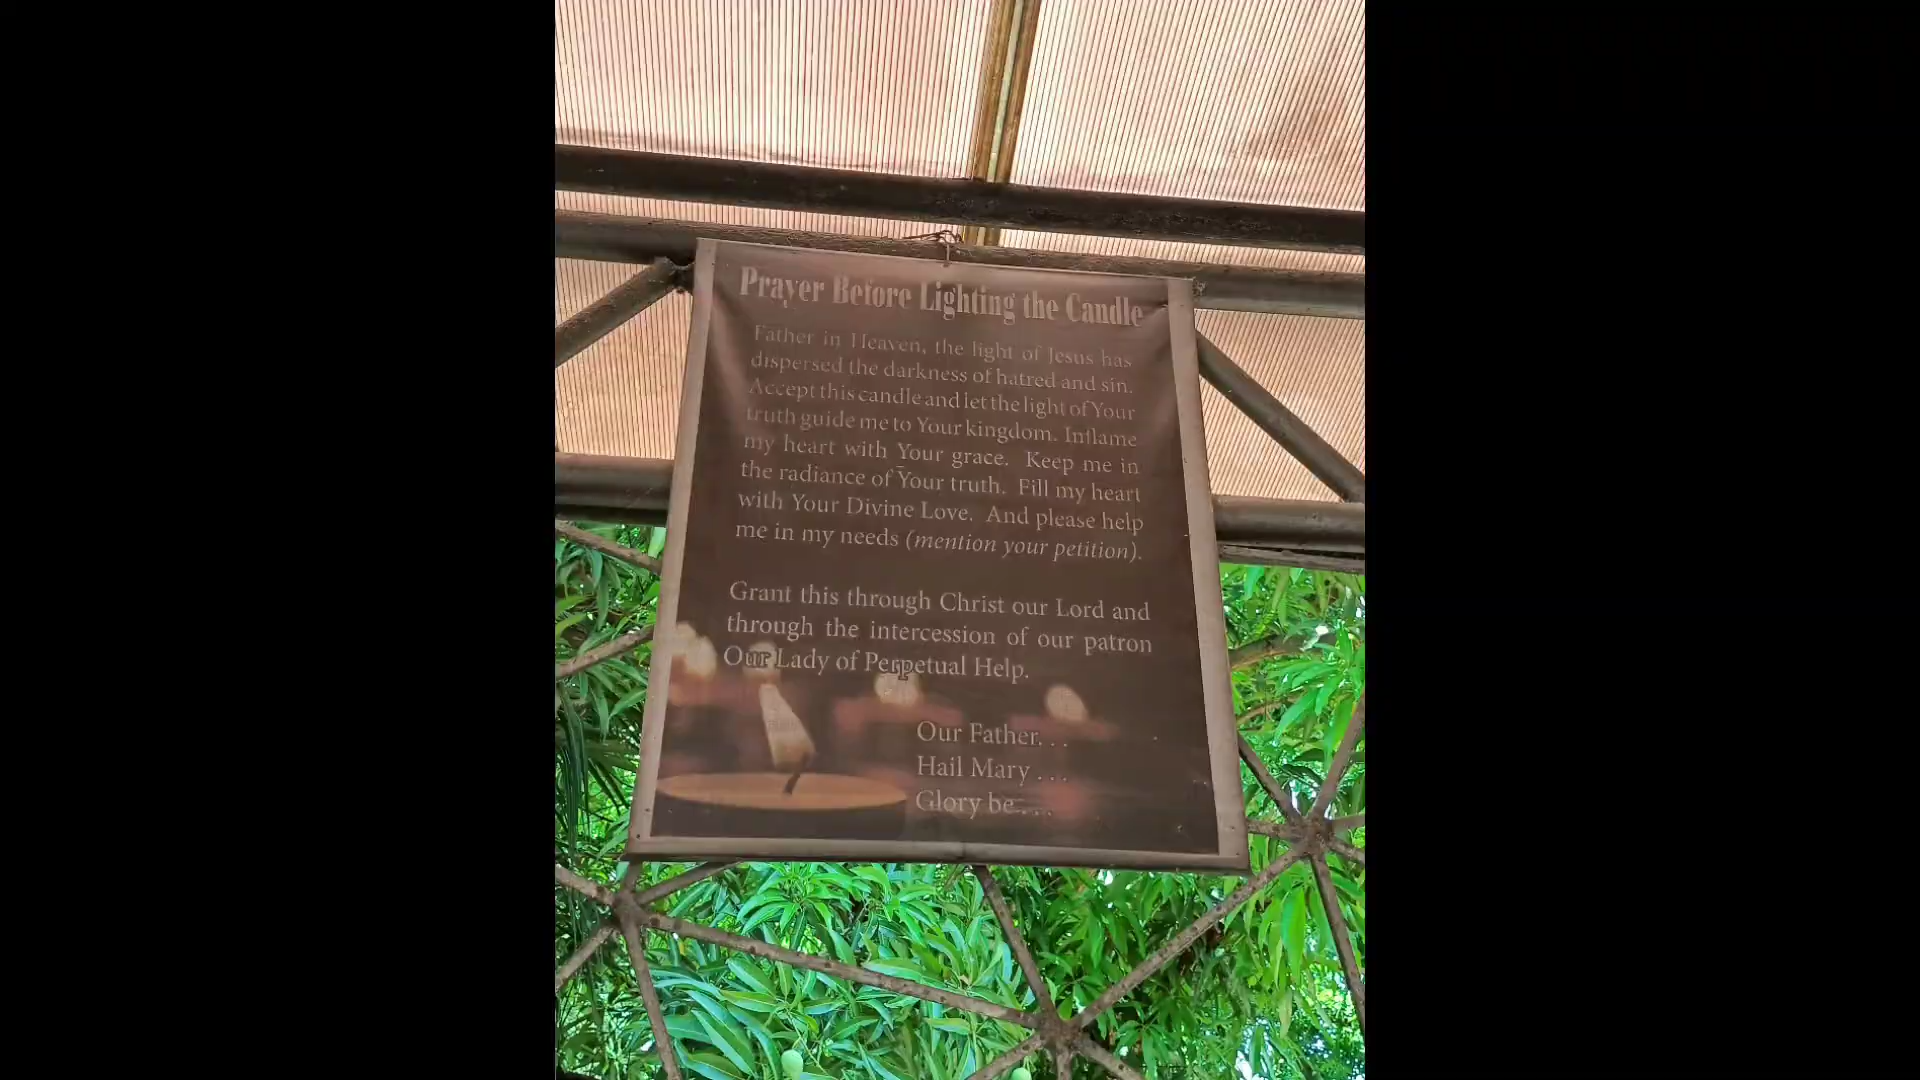 Prayer Before Lighting the Candle
Father in Heaven, the light of Jesus has
dispersed the darkness of hatred and sin.
Accept this candle and let the light of Your
truth guide me to Your kingdom. Inflame
my heart with Your grace. Keep me in
the radiance of Your truth. Fill my heart
with Your Divine Love. And please help
me in my needs (mention your petition).
Grant this through Christ our Lord and
through the intercession of our patron
Our Lady of Perpetual Help.
Our Father. . .
Hail Mary . . .
Glory be. . . .